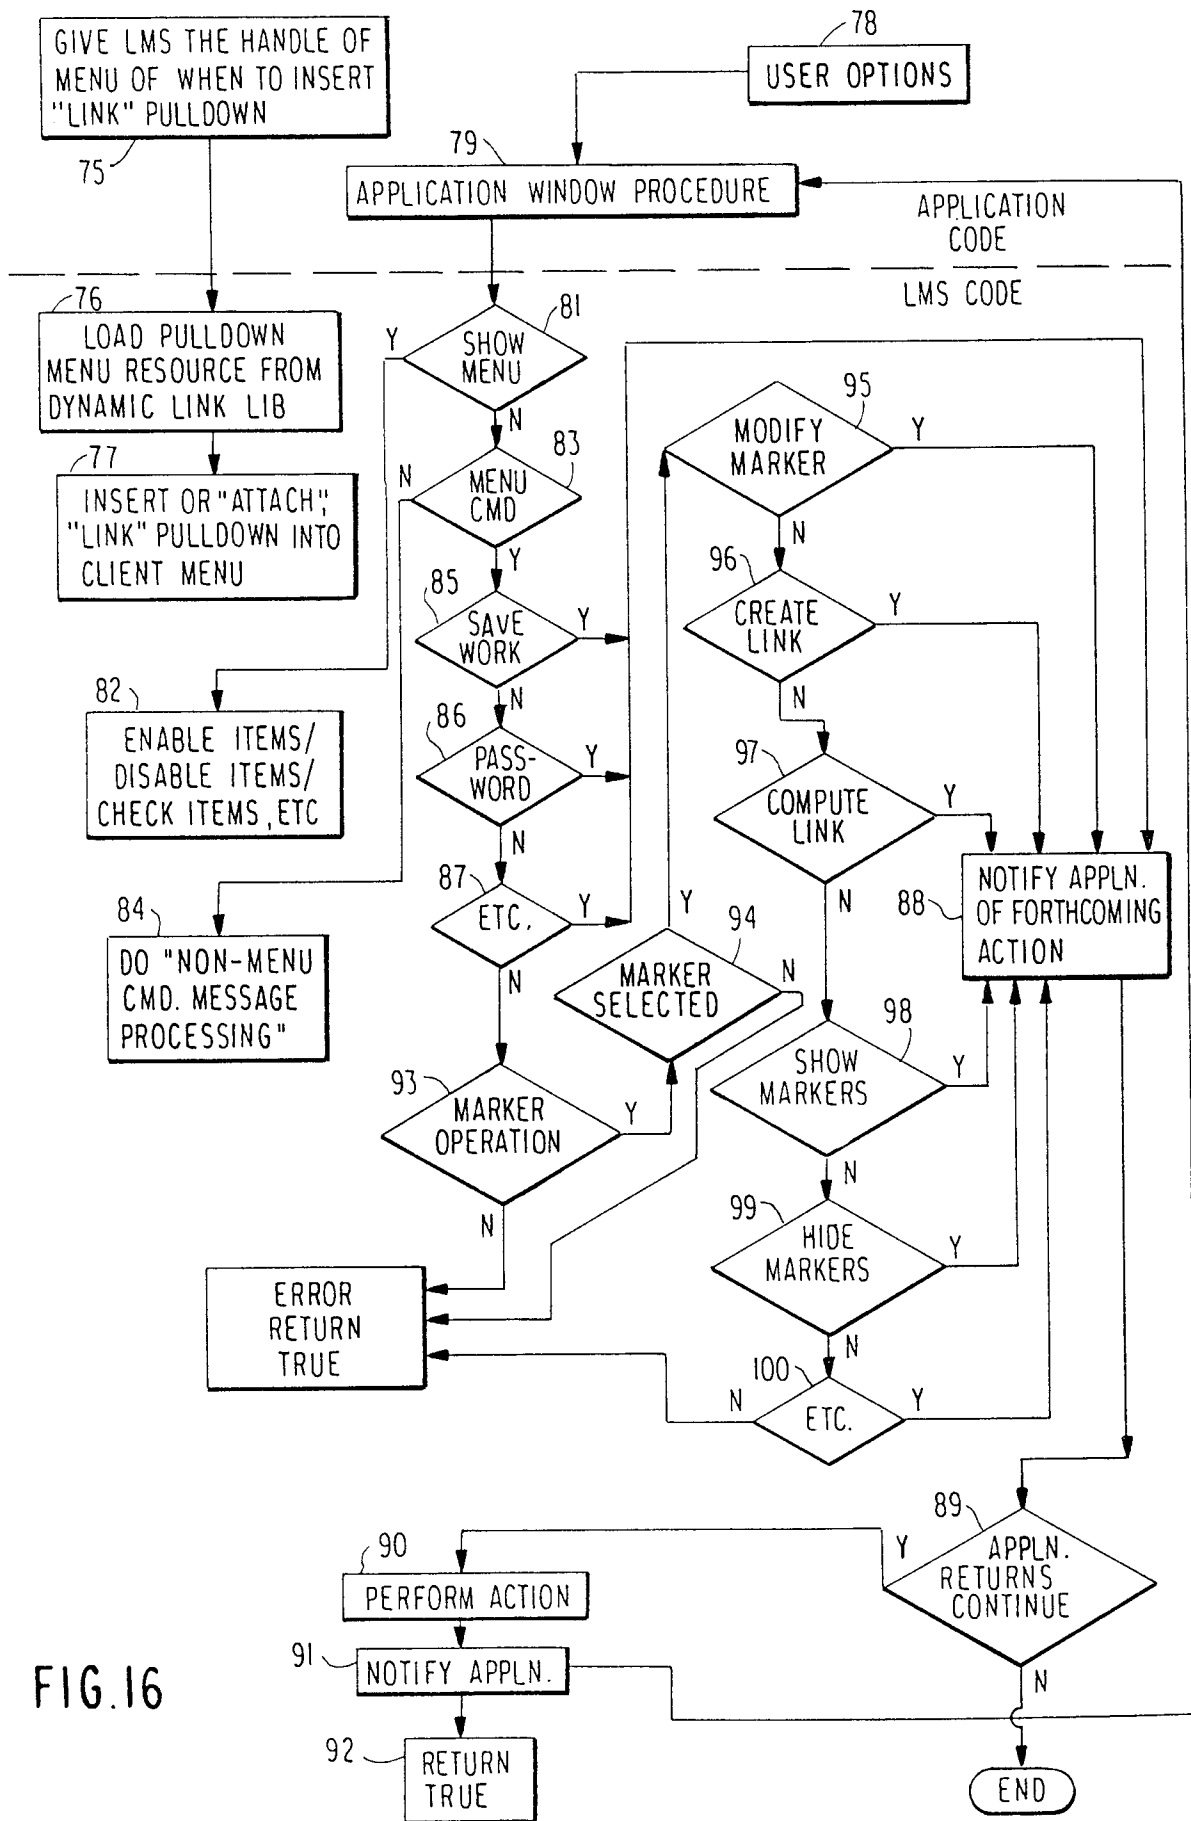 GIVE LMS THE HANDLE OF
MENU OF WHEN TO INSERT
"LINK" PULLDOWN
75
78
USER OPTIONS
79
APPLICATION WINDOW PROCEDURE
APPLICATION
CODE
LMS CODE
76
LOAD PULLDOWN
MENU RESOURCE FROM
DYNAMIC LINK LIB
77
INSERT OR "ATTACH",
"LINK" PULLDOWN INTO
CLIENT MENU
81
Y
SHOW
MENU
N
83
N
MENU
CMD
Y
85
SAVE
WORK
Y
N
82
ENABLE ITEMS/
DISABLE ITEMS/
CHECK ITEMS, ETC
86
PASS-
WORD
Y
N
84
DO "NON-MENU
CMD. MESSAGE
PROCESSING"
87
ETC.
Y
N
93
MARKER
OPERATION
Y
N
94
Y
MARKER
SELECTED
N
95
MODIFY
MARKER
Y
N
96
CREATE
LINK
Y
N
97
COMPUTE
LINK
Y
N
88
NOTIFY APPLN.
OF FORTHCOMING
ACTION
98
SHOW
MARKERS
Y
N
99
HIDE
MARKERS
Y
N
100
N
ETC.
Y
ERROR
RETURN
TRUE
89
Y
APPLN.
RETURNS
CONTINUE
N
90
PERFORM ACTION
91
NOTIFY APPLN.
92
RETURN
TRUE
END
FIG.16